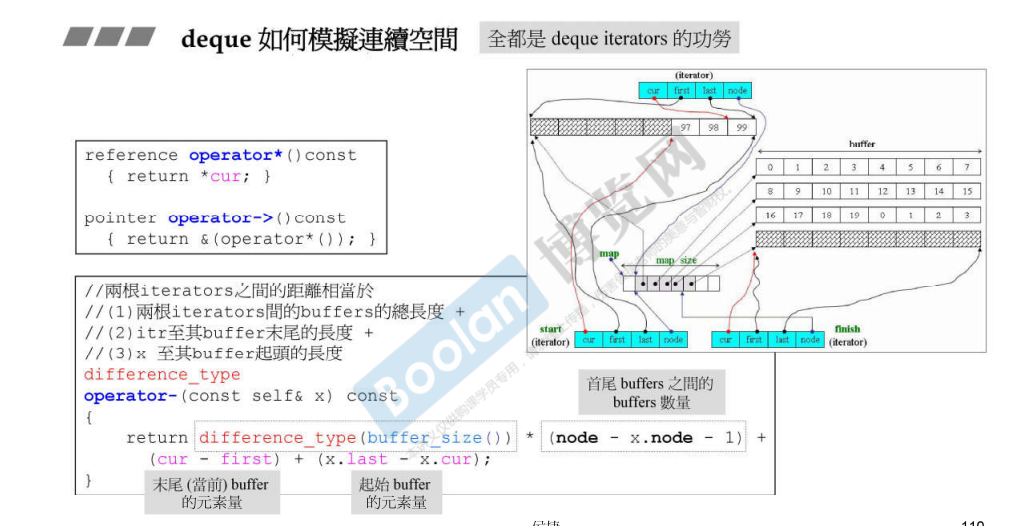 deque 如何模擬連續空間
全都是 deque iterators 的功勞
reference operator*()const
{ return *cur; }
pointer operator->()const
{ return &(operator*()); }
(iterator)
cur first last node
97 98 99
buffer
0 1 2 3 4 5 6 7
8 9 10 11 12 13 14 15
16 17 18 19 0 1 2 3
map
map size
start
(iterator)
cur first last node
cur first last node
finish
(iterator)
//兩根iterators之間的距離相當於
//(1)兩根iterators間的buffers的總長度 +
//(2)itr至其buffer末尾的長度 +
//(3)x 至其buffer起頭的長度
difference_type
operator-(const self& x) const
{
return difference_type(buffer_size()) * (node - x.node - 1) +
(cur - first) + (x.last - x.cur);
}
首尾 buffers 之間的
buffers 數量
末尾 (當前) buffer
的元素量
起始 buffer
的元素量
Boolan 博览网